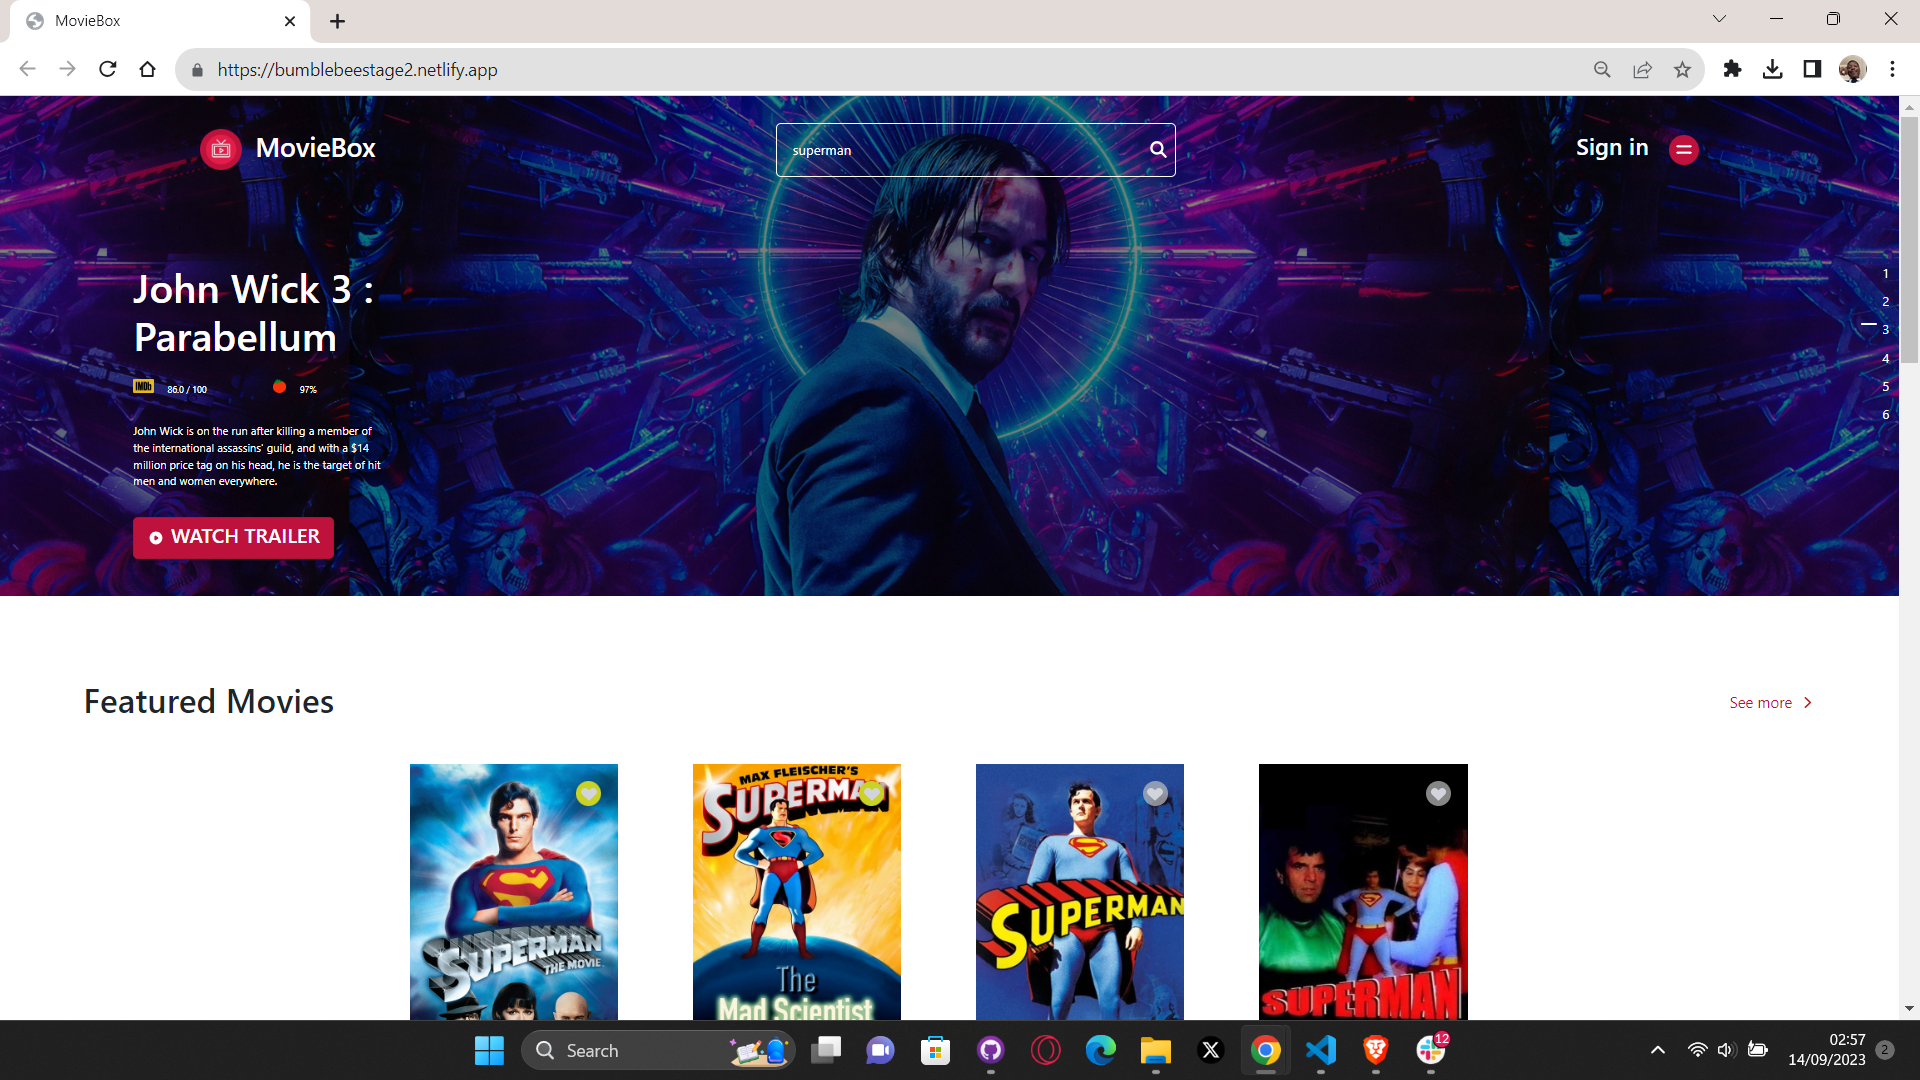 MovieBox
https://bumblebeestage2.netlify.app
MovieBox
superman
Sign in
John Wick 3 :
Parabellum
IMDb 86.0 / 100 97%
John Wick is on the run after killing a member of
the international assassins' guild, and with a $14
million price tag on his head, he is the target of hit
men and women everywhere.
WATCH TRAILER
1
2
3
4
5
6
Featured Movies
See more
SUPERMAN
THE MOVIE
MAX FLEISCHER'S
SUPERMAN
The
Mad Scientist
SUPERMAN
SUPERMAN
Search
12
02:57
14/09/2023
2